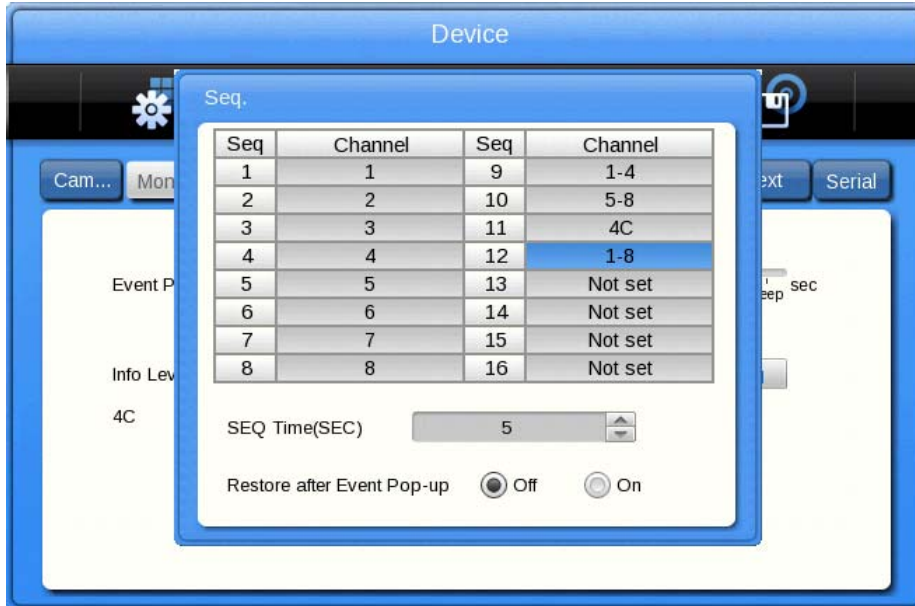 Device
Seq.
Cam... Mon
ext Serial
Seq Channel Seq Channel
1 1 9 1-4
2 2 10 5-8
3 3 11 4C
4 4 12 1-8
5 5 13 Not set
6 6 14 Not set
7 7 15 Not set
8 8 16 Not set
Event P
eep sec
Info Lev
4C
SEQ Time(SEC) 5
Restore after Event Pop-up Off On